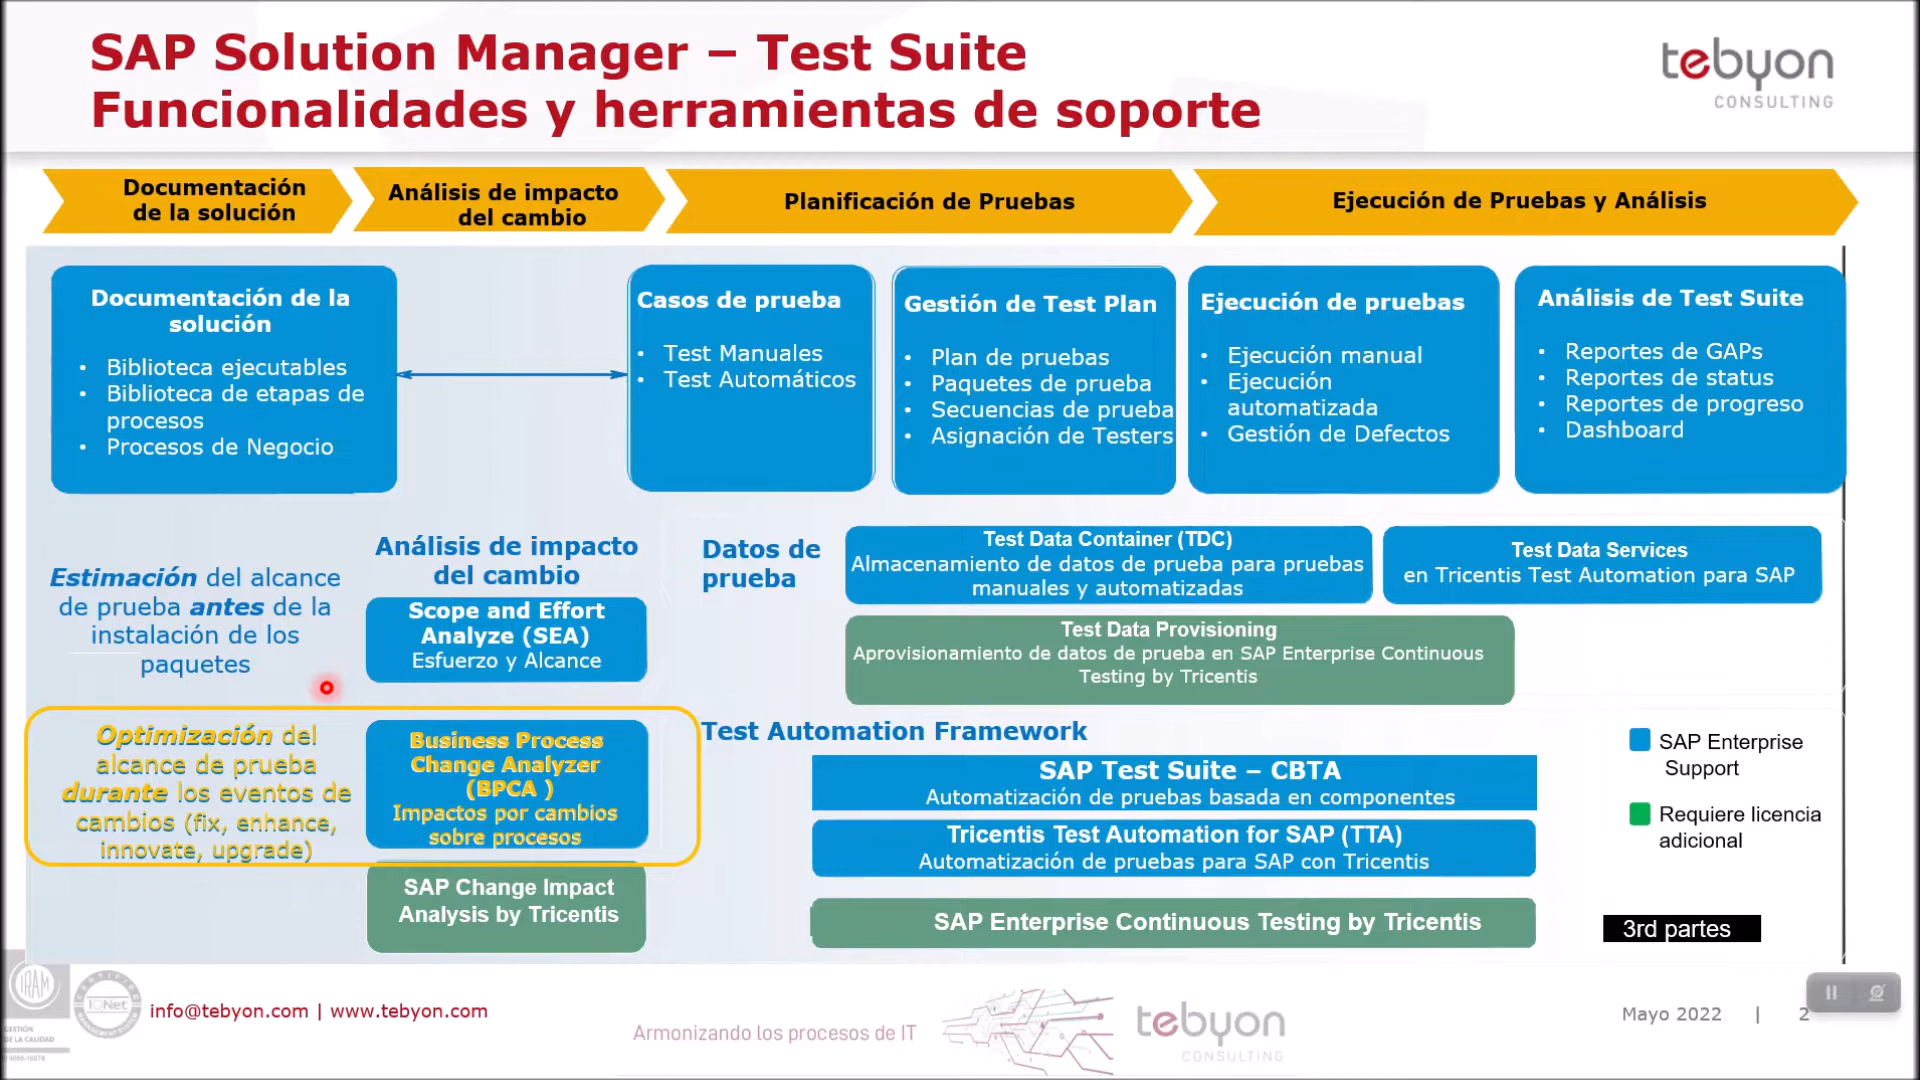 SAP Solution Manager – Test Suite
Funcionalidades y herramientas de soporte
tebyon
CONSULTING
Documentación
de la solución
Análisis de impacto
del cambio
Planificación de Pruebas
Ejecución de Pruebas y Análisis
Documentación de la
solución
• Biblioteca ejecutables
• Biblioteca de etapas de
procesos
• Procesos de Negocio
Casos de prueba
• Test Manuales
• Test Automáticos
Gestión de Test Plan
• Plan de pruebas
• Paquetes de prueba
• Secuencias de prueba
• Asignación de Testers
Ejecución de pruebas
• Ejecución manual
• Ejecución
automatizada
• Gestión de Defectos
Análisis de Test Suite
• Reportes de GAPs
• Reportes de status
• Reportes de progreso
• Dashboard
Estimación del alcance
de prueba antes de la
instalación de los
paquetes
Análisis de impacto
del cambio
Scope and Effort
Analyze (SEA)
Esfuerzo y Alcance
Optimización del
alcance de prueba
durante los eventos de
cambios (fix, enhance,
innovate, upgrade)
Business Process
Change Analyzer
(BPCA )
Impactos por cambios
sobre procesos
SAP Change Impact
Analysis by Tricentis
Datos de
prueba
Test Data Container (TDC)
Almacenamiento de datos de prueba para pruebas
manuales y automatizadas
Test Data Services
en Tricentis Test Automation para SAP
Test Data Provisioning
Aprovisionamiento de datos de prueba en SAP Enterprise Continuous
Testing by Tricentis
Test Automation Framework
SAP Test Suite – CBTA
Automatización de pruebas basada en componentes
Tricentis Test Automation for SAP (TTA)
Automatización de pruebas para SAP con Tricentis
SAP Enterprise Continuous Testing by Tricentis
SAP Enterprise
Support
Requiere licencia
adicional
3rd partes
IRAM
GESTIÓN
DE LA CALIDAD
IQNet
info@tebyon.com | www.tebyon.com
Armonizando los procesos de IT
tebyon
CONSULTING
Mayo 2022 | 2